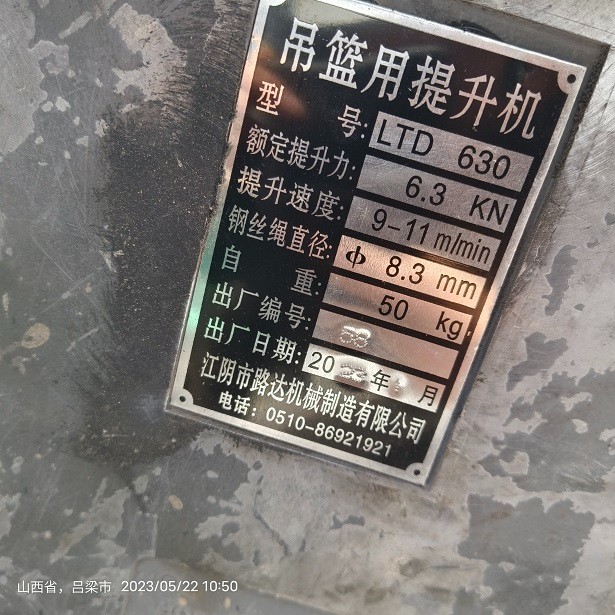 吊篮用提升机
型 号: LTD 630
额定提升力: 6.3 KN
提升速度: 9-11 m/min
钢丝绳直径: ф 8.3 mm
自 重: 50 kg
出厂编号:
出厂日期: 20 年 月
江阴市路达机械制造有限公司
电话: 0510-86921921
山西省，吕梁市 2023/05/22 10:50